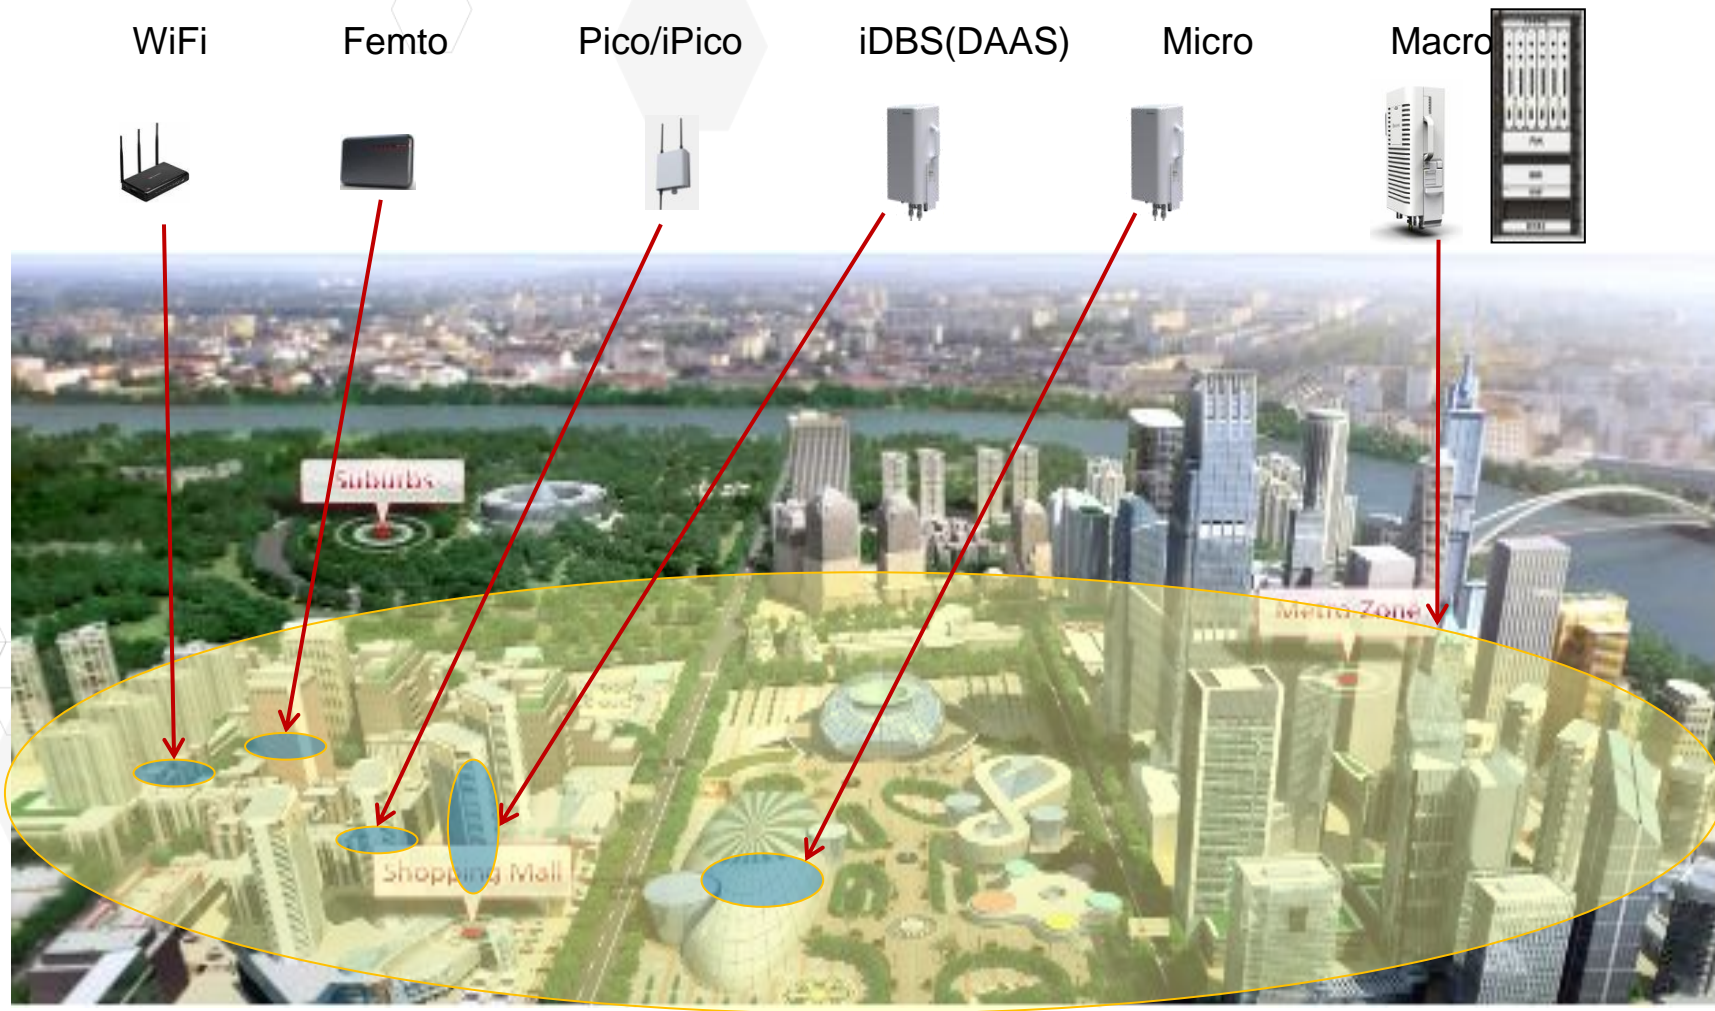 WiFi
Femto
Pico/iPico
iDBS(DAAS)
Micro
Macro
Suburbs
Metro Zone
Shopping Mall